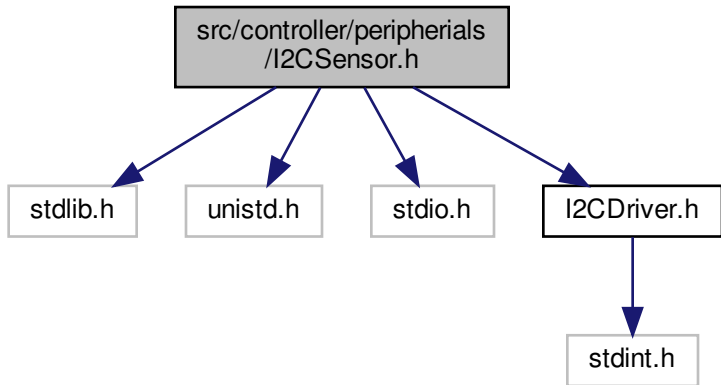 src/controller/peripherials
/I2CSensor.h
stdlib.h
unistd.h
stdio.h
I2CDriver.h
stdint.h